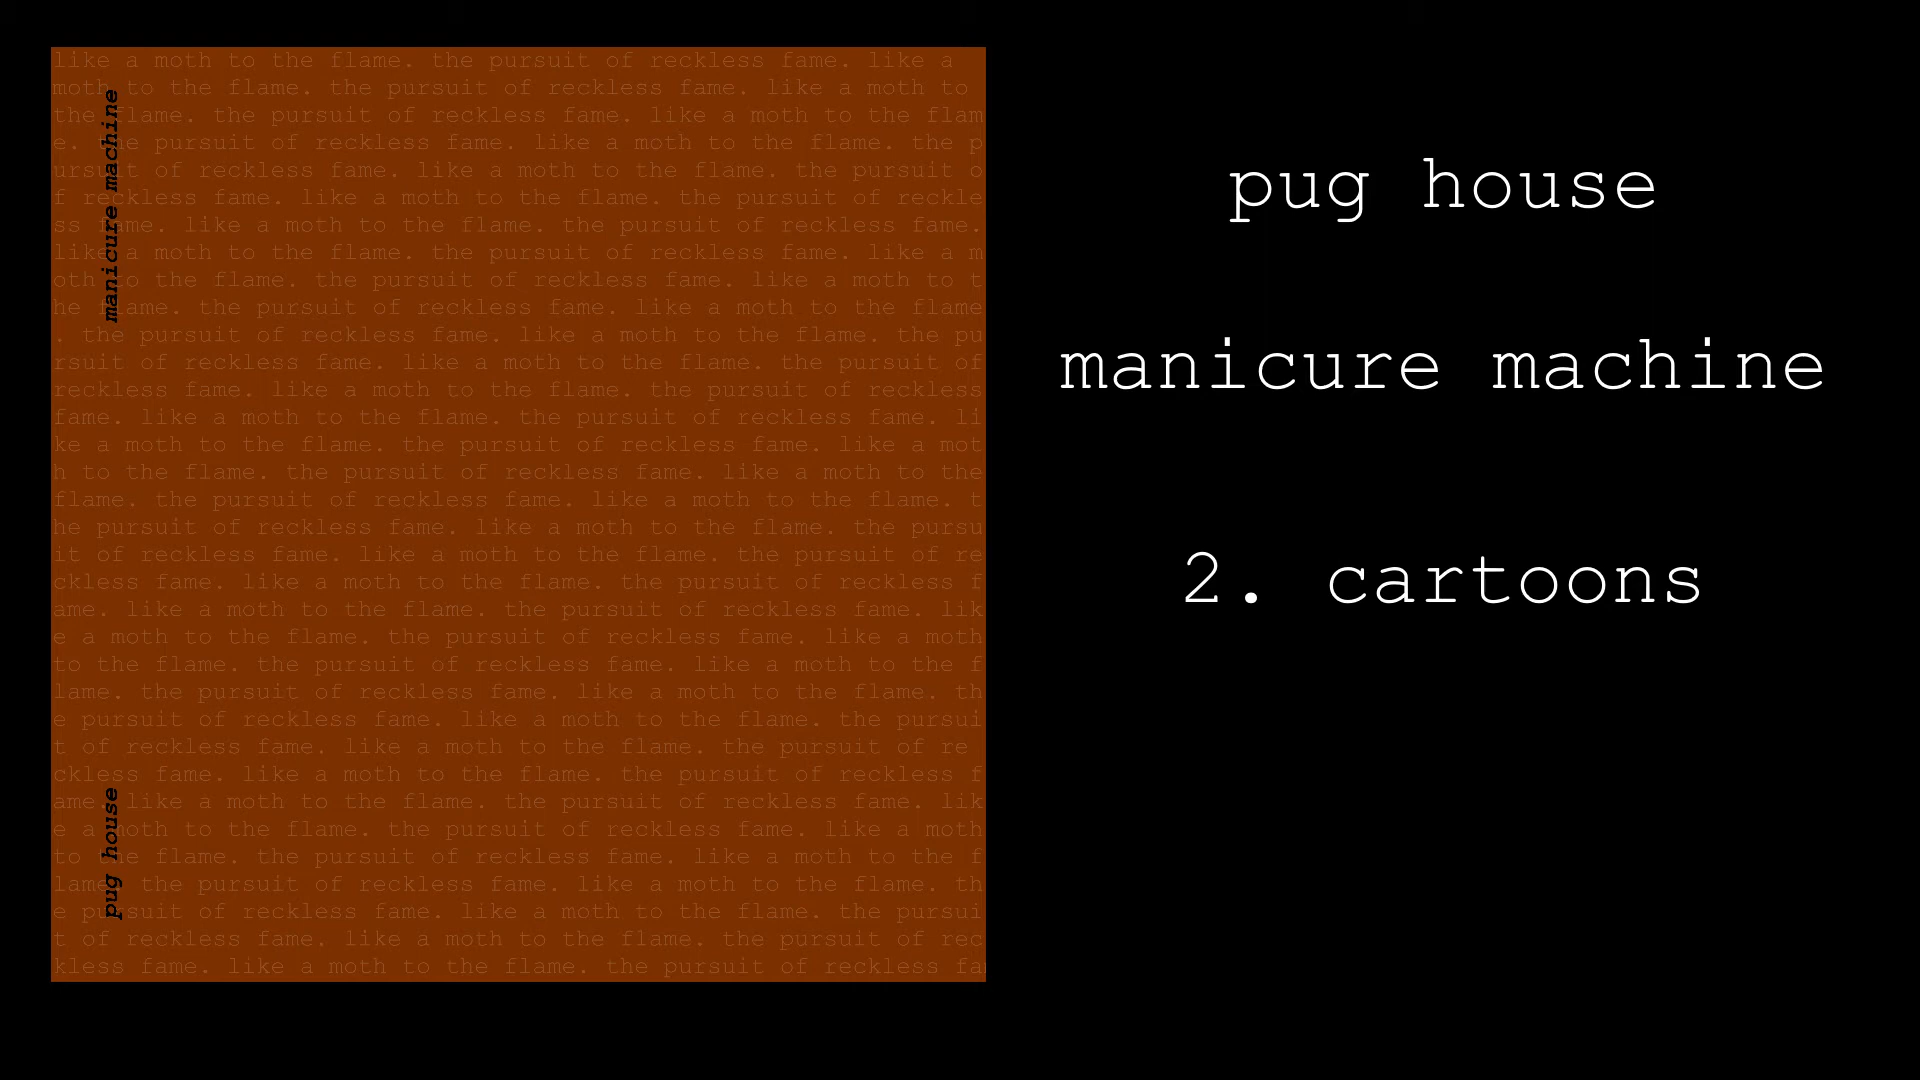 like a moth to the flame. the pursuit of reckless fame. like a
moth to the flame. the pursuit of reckless fame. like a moth to
the flame. the pursuit of reckless fame. like a moth to the flam
e. the pursuit of reckless fame. like a moth to the flame. the p
ursuit of reckless fame. like a moth to the flame. the pursuit o
f reckless fame. like a moth to the flame. the pursuit of reckle
ss fame. like a moth to the flame. the pursuit of reckless fame.
like a moth to the flame. the pursuit of reckless fame. like a m
oth to the flame. the pursuit of reckless fame. like a moth to t
he flame. the pursuit of reckless fame. like a moth to the flame
. the pursuit of reckless fame. like a moth to the flame. the pu
rsuit of reckless fame. like a moth to the flame. the pursuit of
reckless fame. like a moth to the flame. the pursuit of reckless
fame. like a moth to the flame. the pursuit of reckless fame. li
ke a moth to the flame. the pursuit of reckless fame. like a mot
h to the flame. the pursuit of reckless fame. like a moth to the
flame. the pursuit of reckless fame. like a moth to the flame. t
he pursuit of reckless fame. like a moth to the flame. the pursu
it of reckless fame. like a moth to the flame. the pursuit of re
ckless fame. like a moth to the flame. the pursuit of reckless f
ame. like a moth to the flame. the pursuit of reckless fame. lik
e a moth to the flame. the pursuit of reckless fame. like a moth
to the flame. the pursuit of reckless fame. like a moth to the f
lame. the pursuit of reckless fame. like a moth to the flame. th
e pursuit of reckless fame. like a moth to the flame. the pursui
t of reckless fame. like a moth to the flame. the pursuit of re
ckless fame. like a moth to the flame. the pursuit of reckless f
ame. like a moth to the flame. the pursuit of reckless fame. lik
e a moth to the flame. the pursuit of reckless fame. like a moth
to the flame. the pursuit of reckless fame. like a moth to the f
lame. the pursuit of reckless fame. like a moth to the flame. th
e pursuit of reckless fame. like a moth to the flame. the pursui
t of reckless fame. like a moth to the flame. the pursuit of rec
kless fame. like a moth to the flame. the pursuit of reckless fa
manicure machine
pug house
pug house
manicure machine
2. cartoons